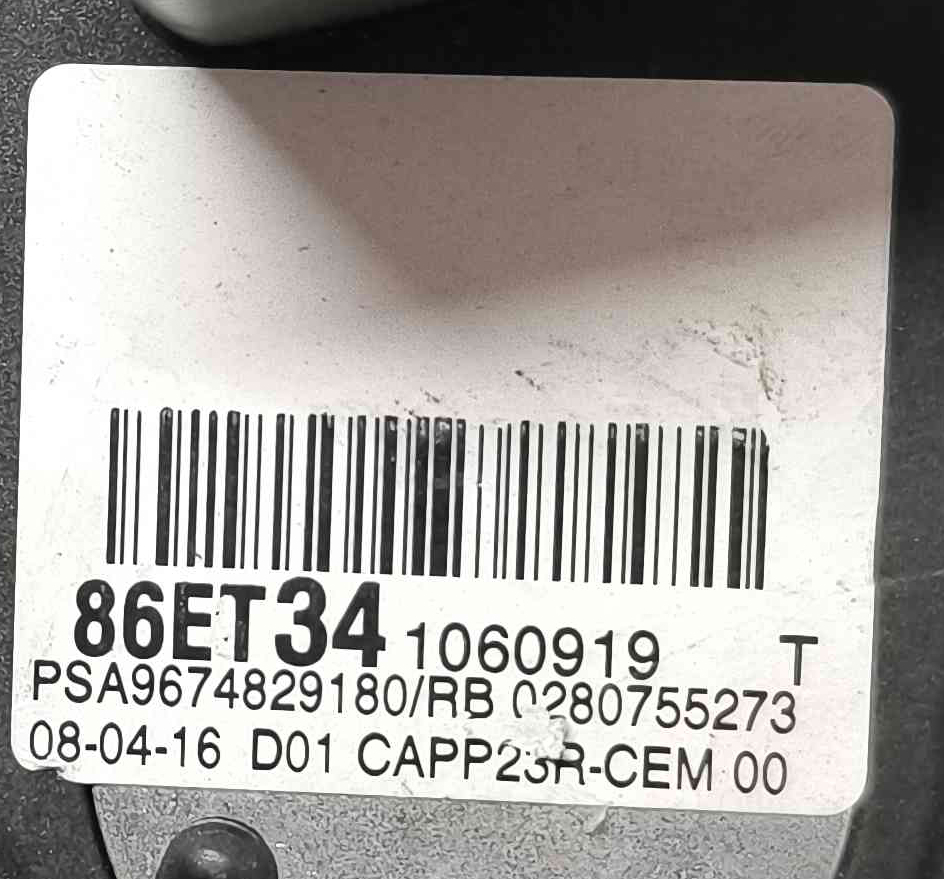 86ET34 1060919 T
PSA9674829180/RB 0280755273
08-04-16 D01 CAPP23R-CEM 00